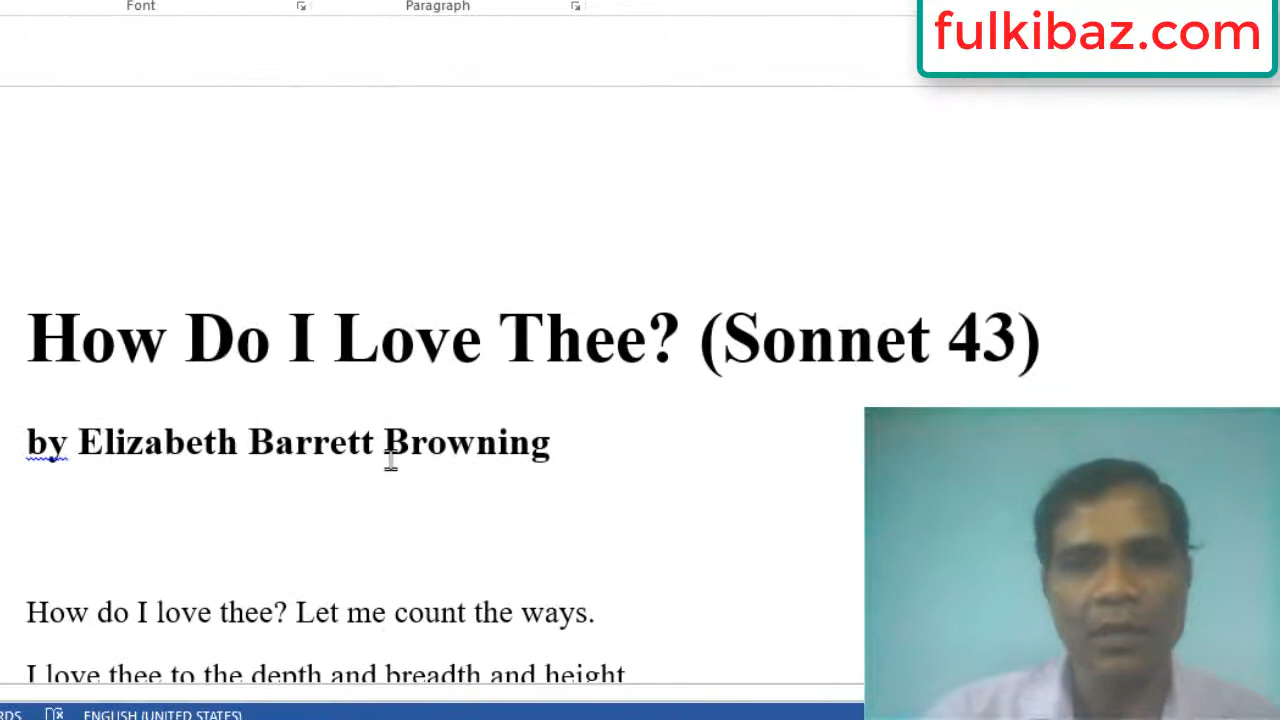 Font Paragraph
fulkibaz.com
How Do I Love Thee? (Sonnet 43)
by Elizabeth Barrett Browning
How do I love thee? Let me count the ways.
I love thee to the depth and breadth and height
RDS ENGLISH (UNITED STATES)